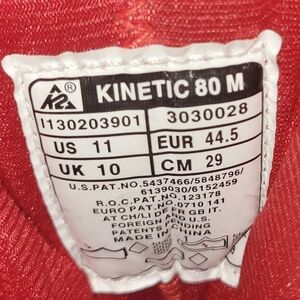 K2 ® KINETIC 80 M
I130203901 3030028
US 11 EUR 44.5
UK 10 CM 29
U.S.PAT.NO.5437466/5848796/
6139030/6152459
R.O.C.PAT.NO.123178
EURO PAT.NO.0710 141
AT CH/LI DE FR GB IT.
FOREIGN AND U.S.
PATENTS PENDING
MADE IN